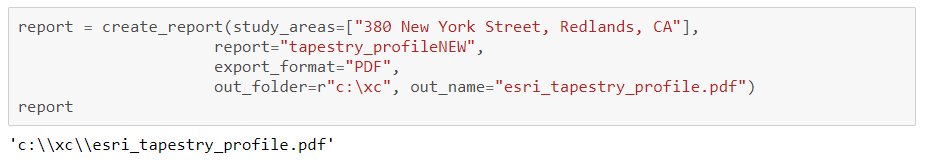 report = create_report(study_areas=["380 New York Street, Redlands, CA"],
                     report="tapestry_profileNEW",
                     export_format="PDF",
                     out_folder=r"c:\xc", out_name="esri_tapestry_profile.pdf")
report
'c:\\xc\\esri_tapestry_profile.pdf'